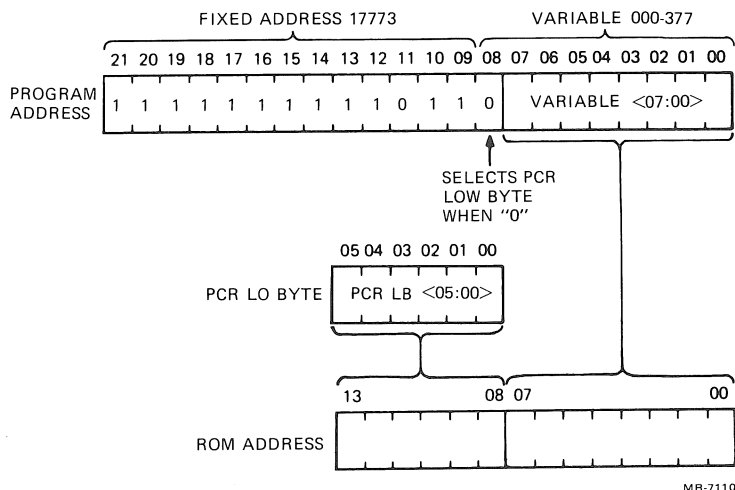 FIXED ADDRESS 17773 VARIABLE 000-377
21 20 19 18 17 16 15 14 13 12 11 10 09 08 07 06 05 04 03 02 01 00
PROGRAM ADDRESS 1 1 1 1 1 1 1 1 1 1 0 1 1 0 VARIABLE <07:00>
SELECTS PCR
LOW BYTE
WHEN "0"
05 04 03 02 01 00
PCR LO BYTE PCR LB <05:00>
13 08 07 00
ROM ADDRESS
MB-7110